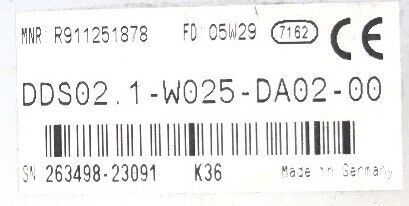 MNR R911251878 FD 05W29 7162 CE
DDS02.1-W025-DA02-00
SN 263498-23091 K36 Made in Germany